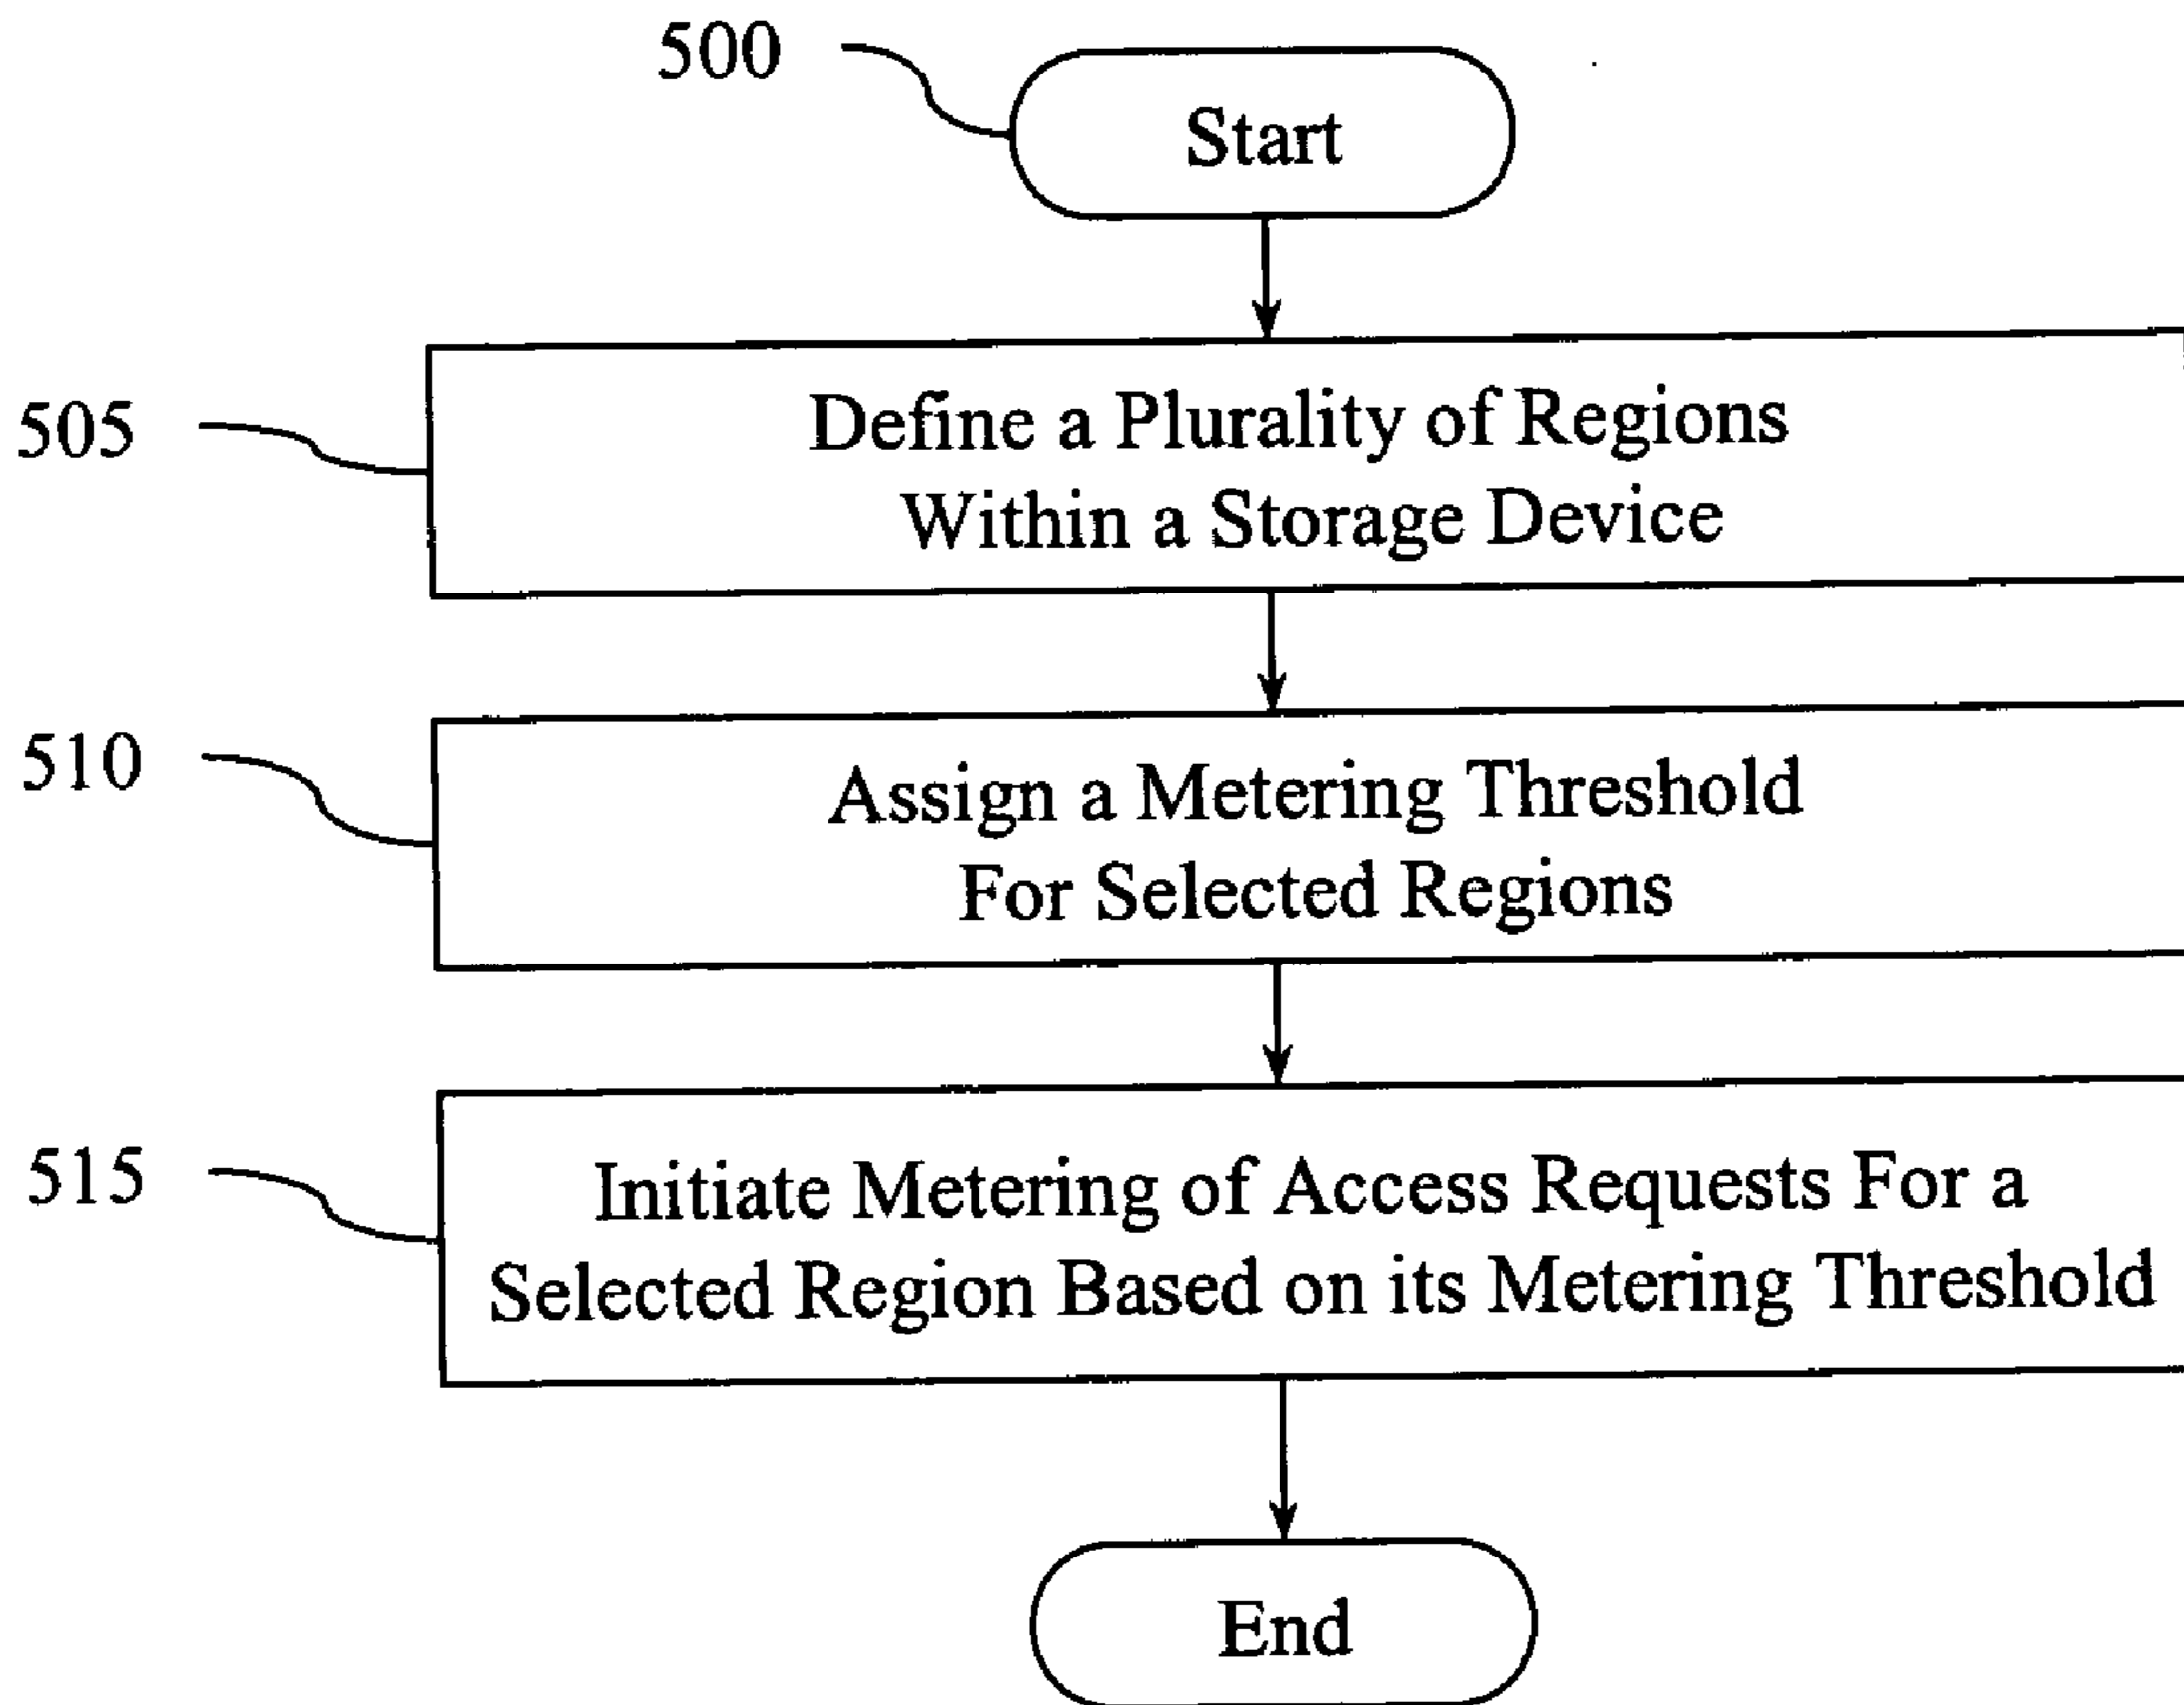 500
Start
505
Define a Plurality of Regions
Within a Storage Device
510
Assign a Metering Threshold
For Selected Regions
515
Initiate Metering of Access Requests For a
Selected Region Based on its Metering Threshold
End